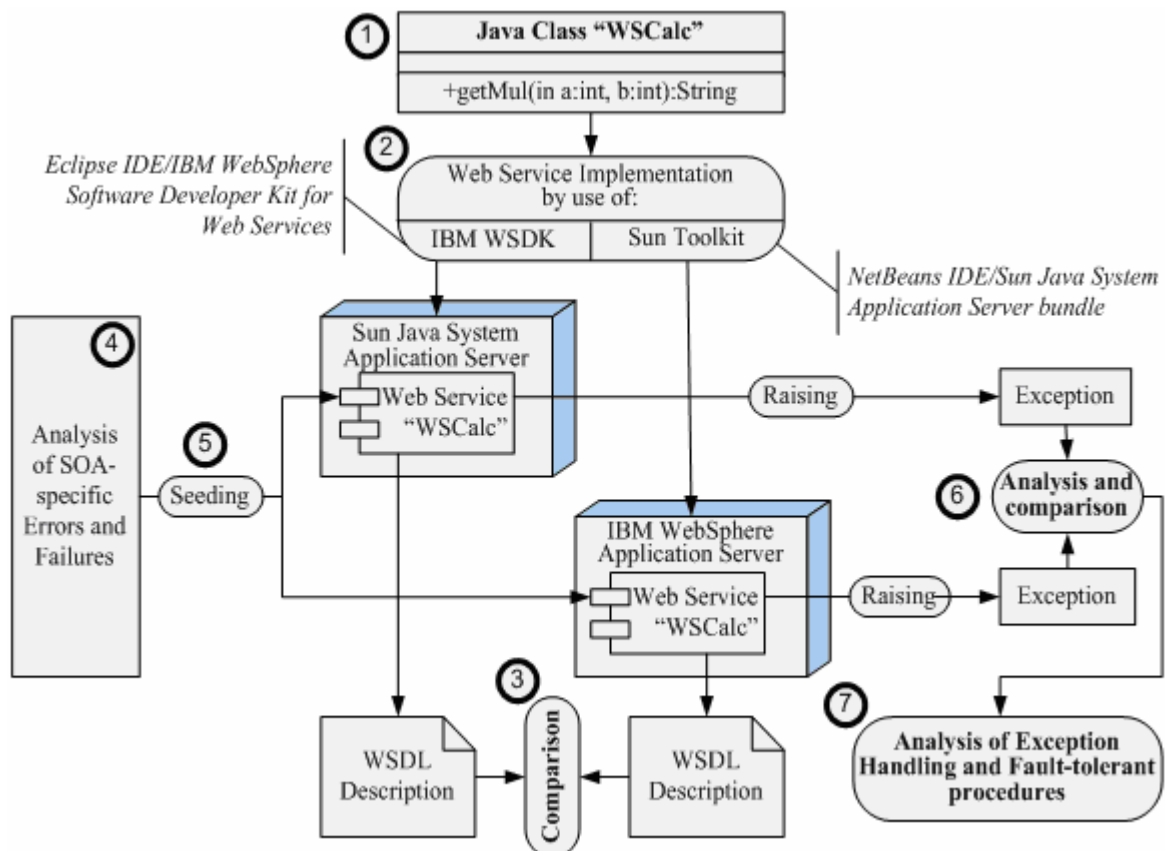 1
Java Class “WSCalc”
+getMul(in a:int, b:int):String
2
Eclipse IDE/IBM WebSphere
Software Developer Kit for
Web Services
Web Service Implementation
by use of:
IBM WSDK
Sun Toolkit
NetBeans IDE/Sun Java System
Application Server bundle
4
Analysis
of SOA-
specific
Errors and
Failures
5
Seeding
Sun Java System
Application Server
Web Service
“WSCalc”
Raising
Exception
6
Analysis and
comparison
IBM WebSphere
Application Server
Web Service
“WSCalc”
Raising
Exception
3
Comparison
WSDL
Description
WSDL
Description
7
Analysis of Exception
Handling and Fault-tolerant
procedures